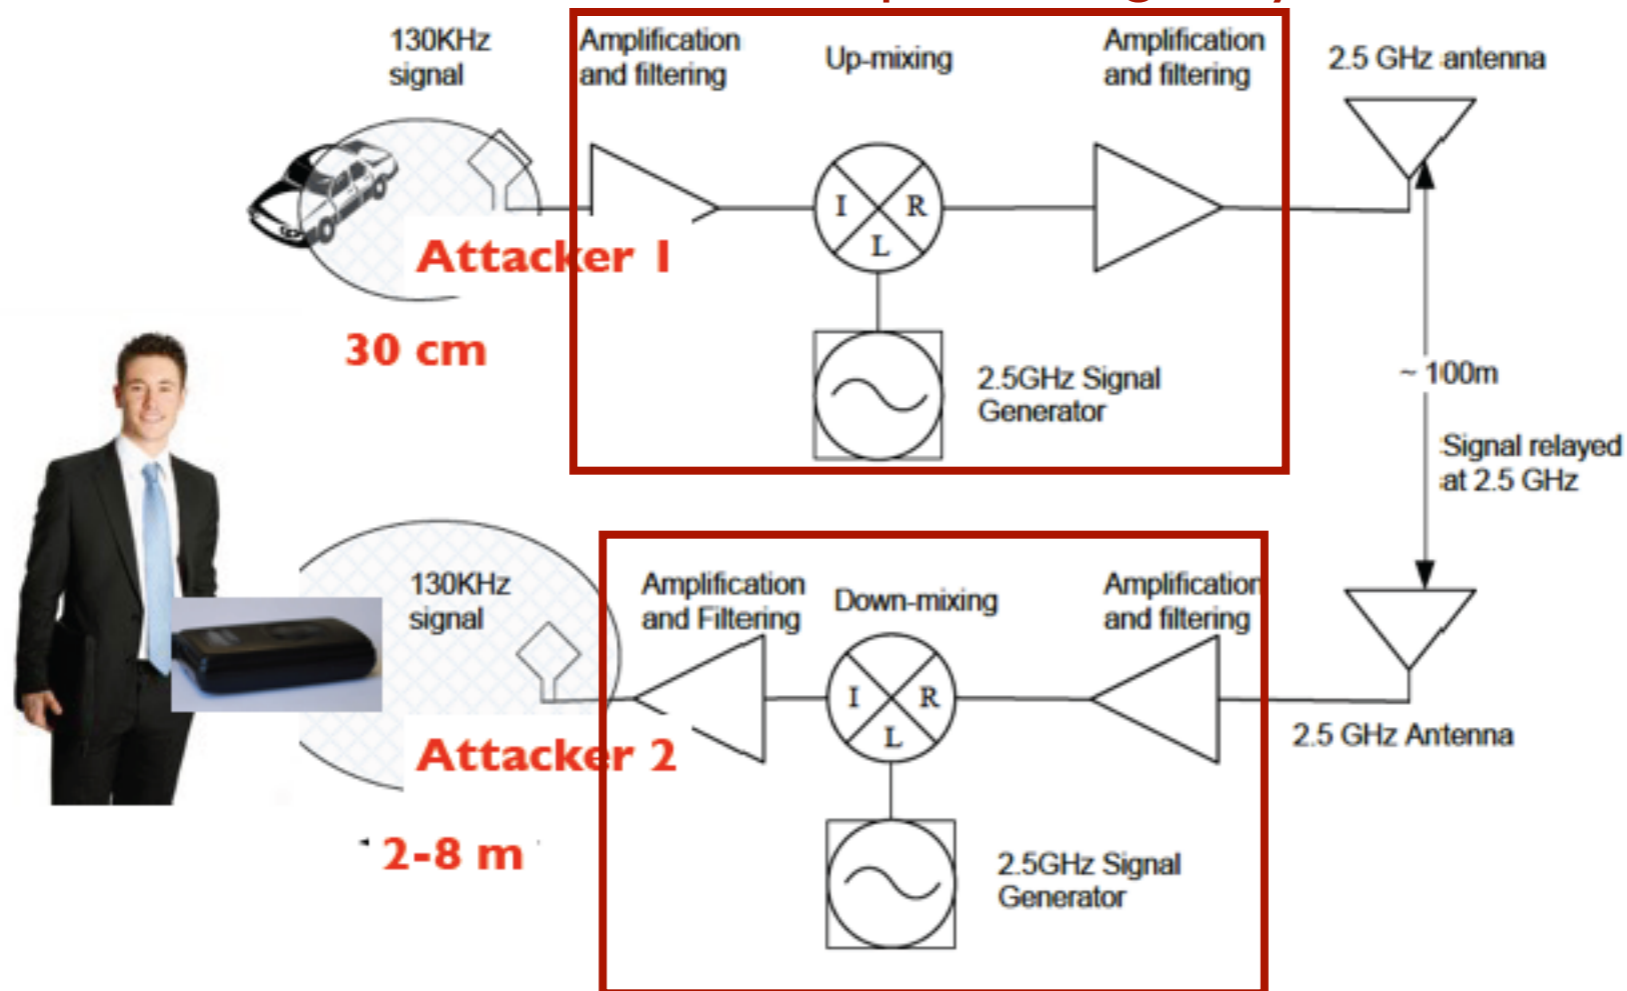 130KHz
signal
Amplification
and filtering
Up-mixing
Amplification
and filtering
2.5 GHz antenna
I R
L
Attacker 1
30 cm
2.5GHz Signal
Generator
~ 100m
Signal relayed
at 2.5 GHz
130KHz
signal
Amplification
and Filtering
Down-mixing
Amplification
and filtering
I R
L
2.5 GHz Antenna
Attacker 2
2-8 m
2.5GHz Signal
Generator